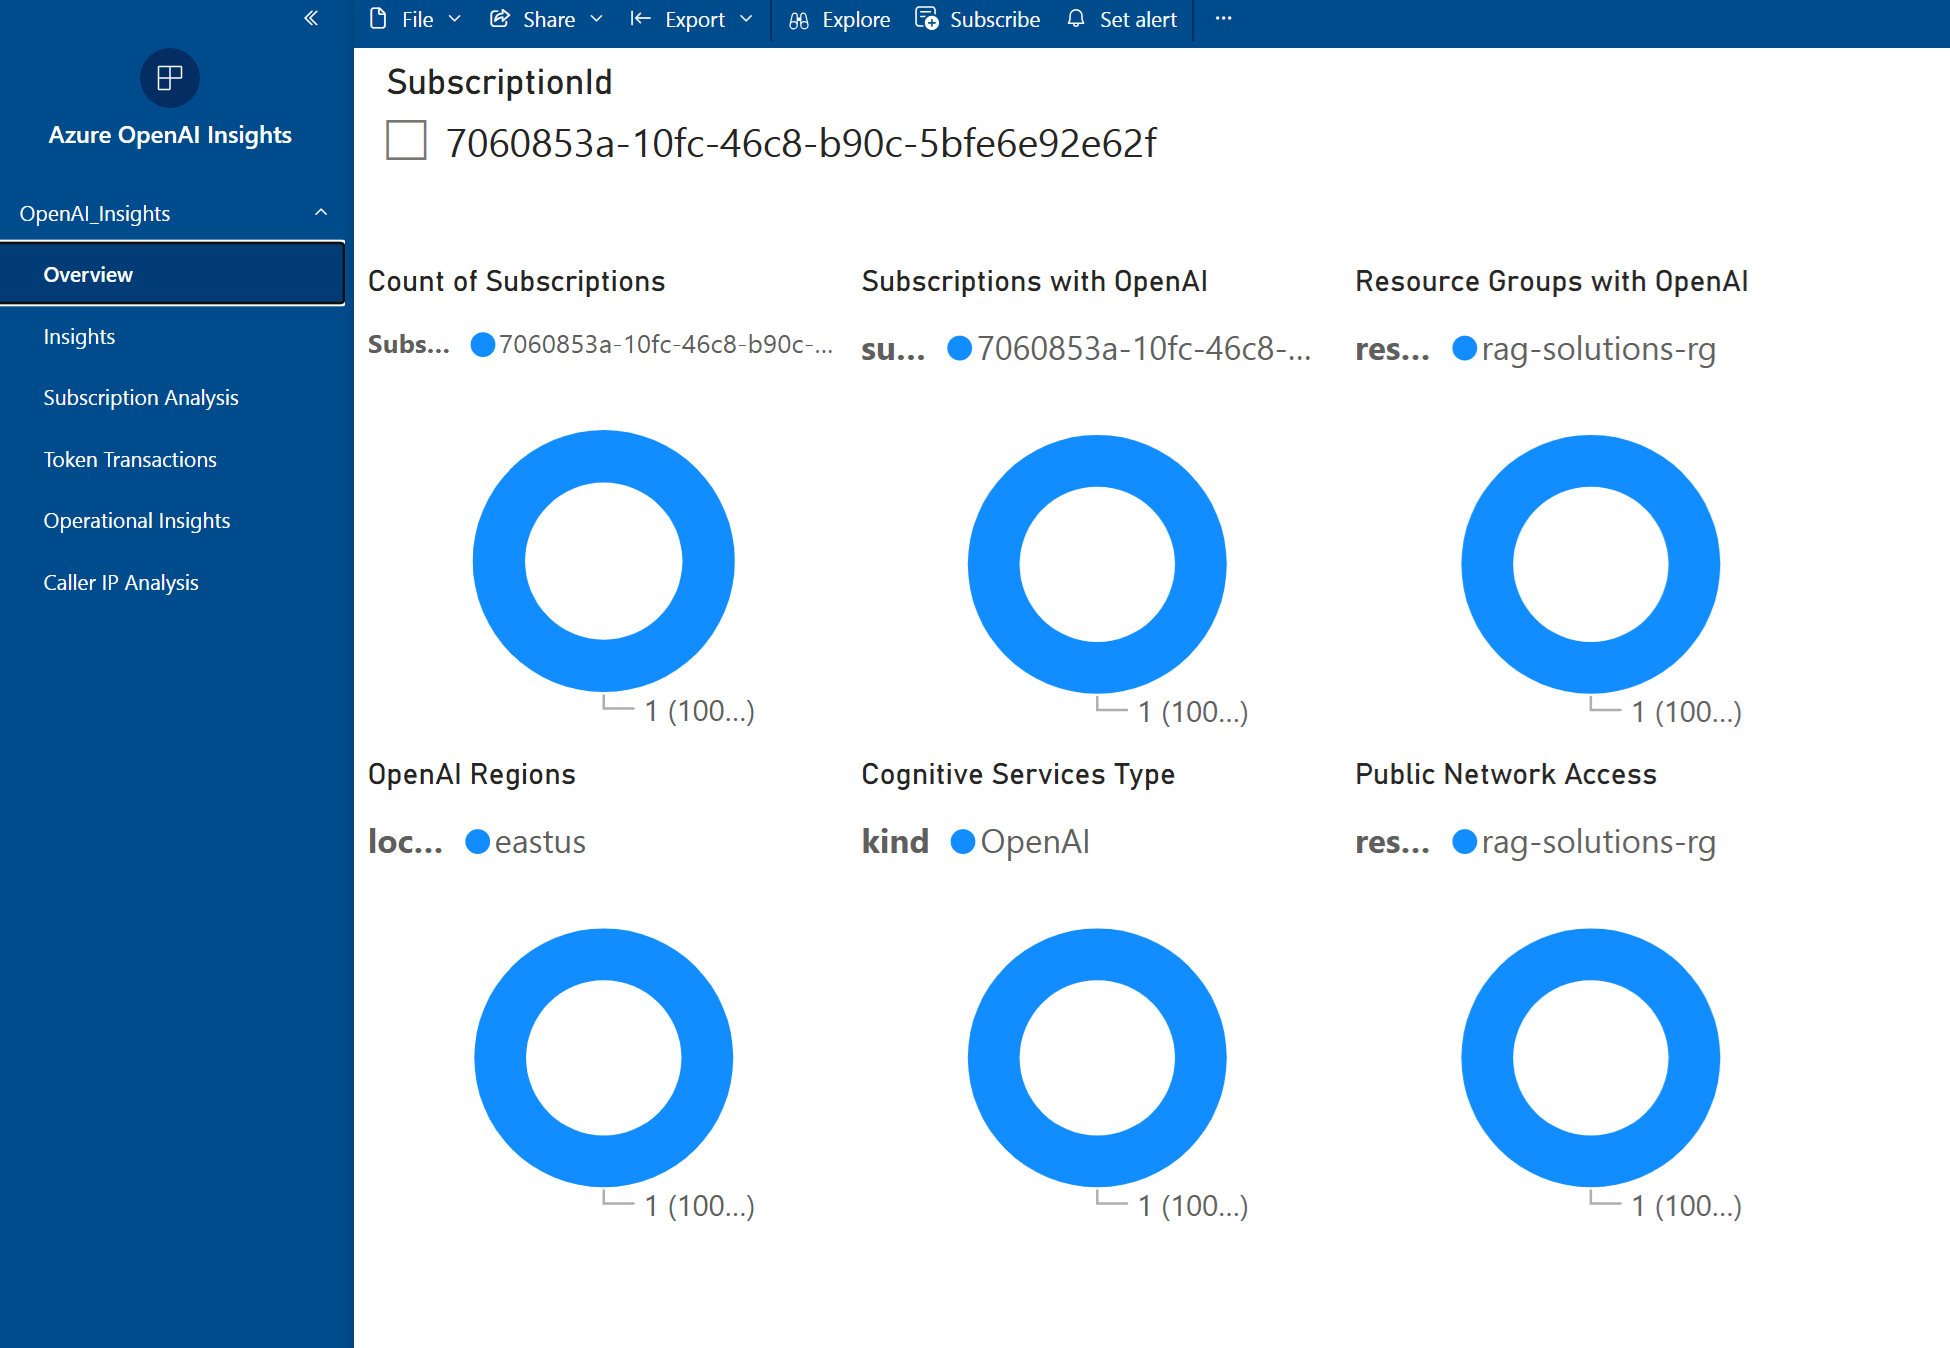 File Share Export Explore Subscribe Set alert ...
Azure OpenAI Insights
OpenAI_Insights
Overview
Insights
Subscription Analysis
Token Transactions
Operational Insights
Caller IP Analysis
SubscriptionId
7060853a-10fc-46c8-b90c-5bfe6e92e62f
Count of Subscriptions
Subs... 7060853a-10fc-46c8-b90c-...
1 (100...)
Subscriptions with OpenAI
su... 7060853a-10fc-46c8-...
1 (100...)
Resource Groups with OpenAI
res... rag-solutions-rg
1 (100...)
OpenAI Regions
loc... eastus
1 (100...)
Cognitive Services Type
kind OpenAI
1 (100...)
Public Network Access
res... rag-solutions-rg
1 (100...)